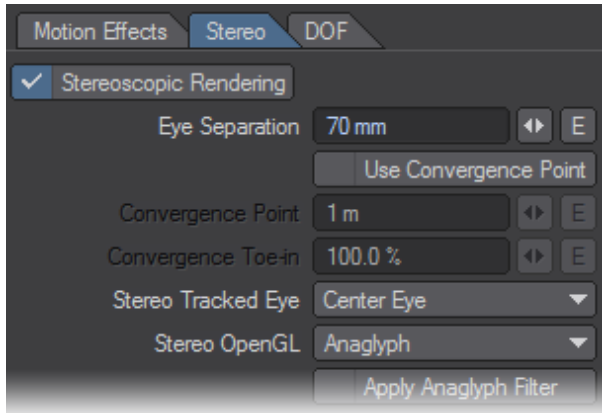 Motion Effects Stereo DOF
Stereoscopic Rendering
Eye Separation 70 mm E
Use Convergence Point
Convergence Point 1 m E
Convergence Toe-in 100.0 % E
Stereo Tracked Eye Center Eye
Stereo OpenGL Anaglyph
Apply Anaglyph Filter